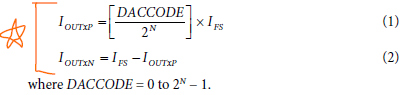 I_OUTxP = [DACCODE / 2^N] × I_FS (1)
I_OUTxN = I_FS − I_OUTxP (2)
where DACCODE = 0 to 2^N − 1.